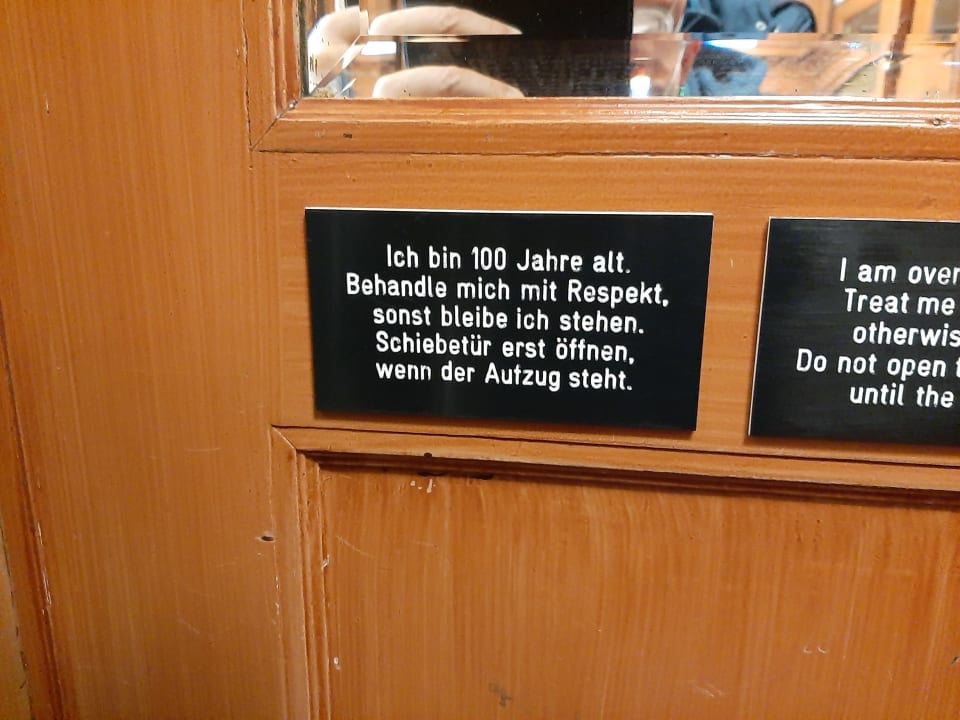 Ich bin 100 Jahre alt.
Behandle mich mit Respekt,
sonst bleibe ich stehen.
Schiebetür erst öffnen,
wenn der Aufzug steht.
I am over
Treat me
Do not open
until the